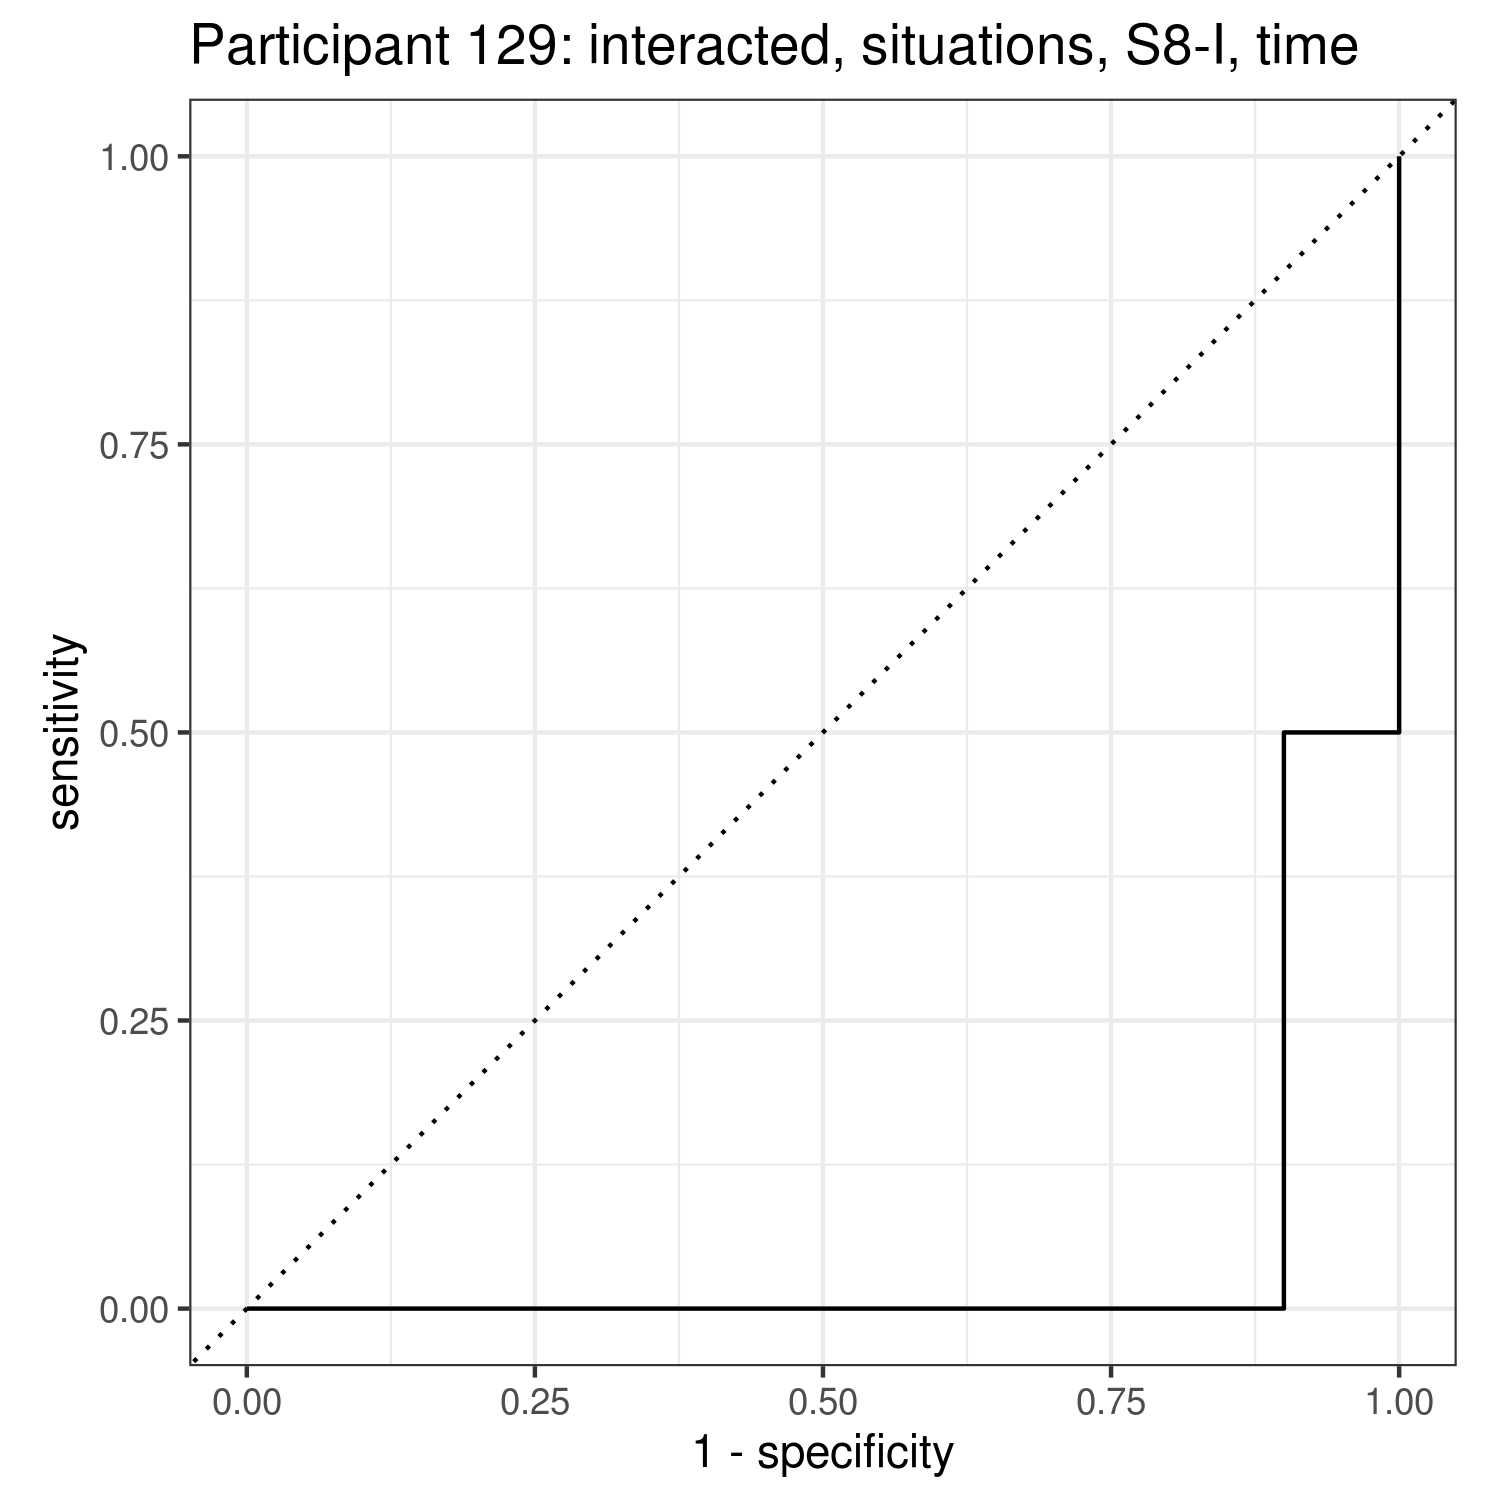 Participant 129: interacted, situations, S8-I, time
1.00
0.75
0.50
0.25
0.00
sensitivity
0.00 0.25 0.50 0.75 1.00
1 - specificity